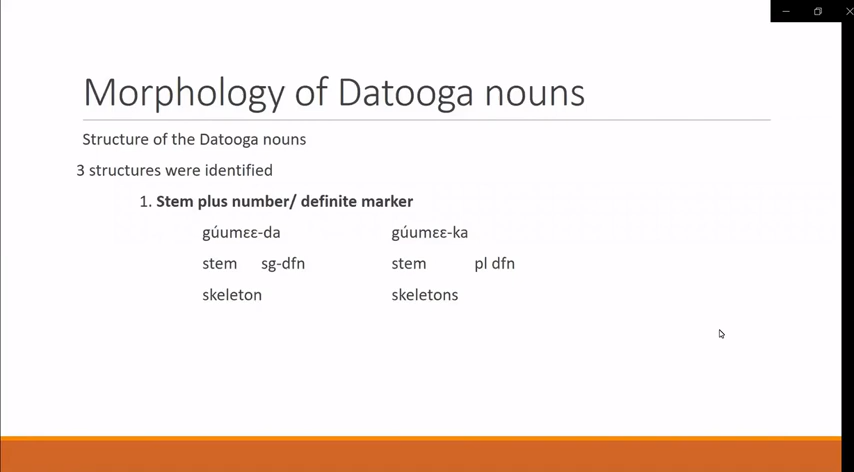 Morphology of Datooga nouns
Structure of the Datooga nouns
3 structures were identified
1. Stem plus number/ definite marker
gúumɛɛ-da gúumɛɛ-ka
stem sg-dfn stem pl dfn
skeleton skeletons